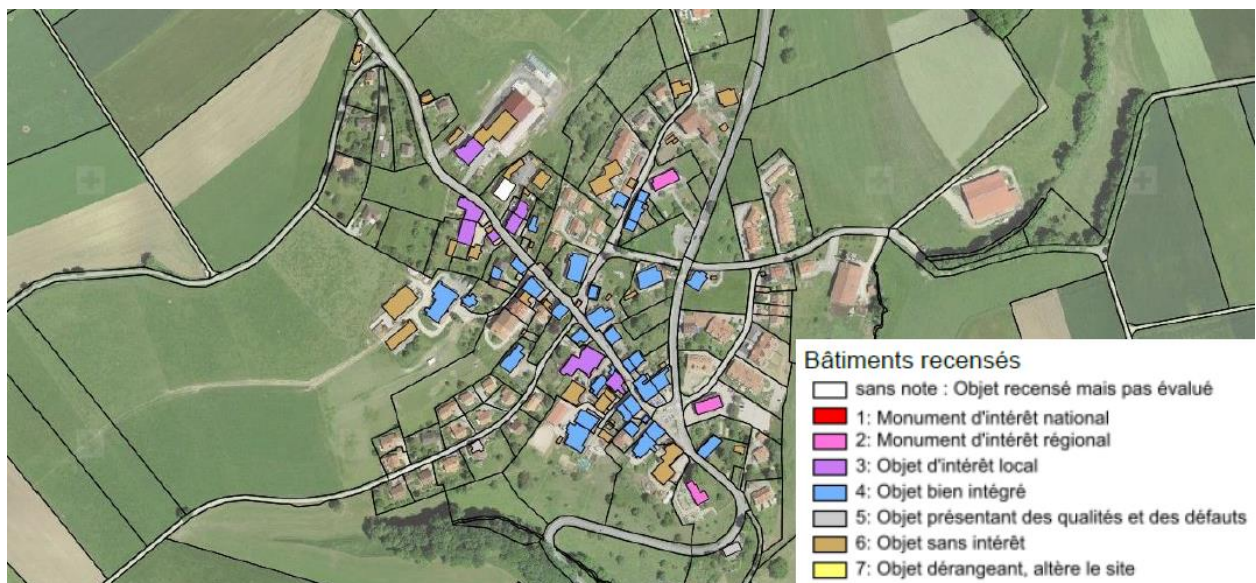 Bâtiments recensés
sans note : Objet recensé mais pas évalué
1: Monument d'intérêt national
2: Monument d'intérêt régional
3: Objet d'intérêt local
4: Objet bien intégré
5: Objet présentant des qualités et des défauts
6: Objet sans intérêt
7: Objet dérangeant, altère le site